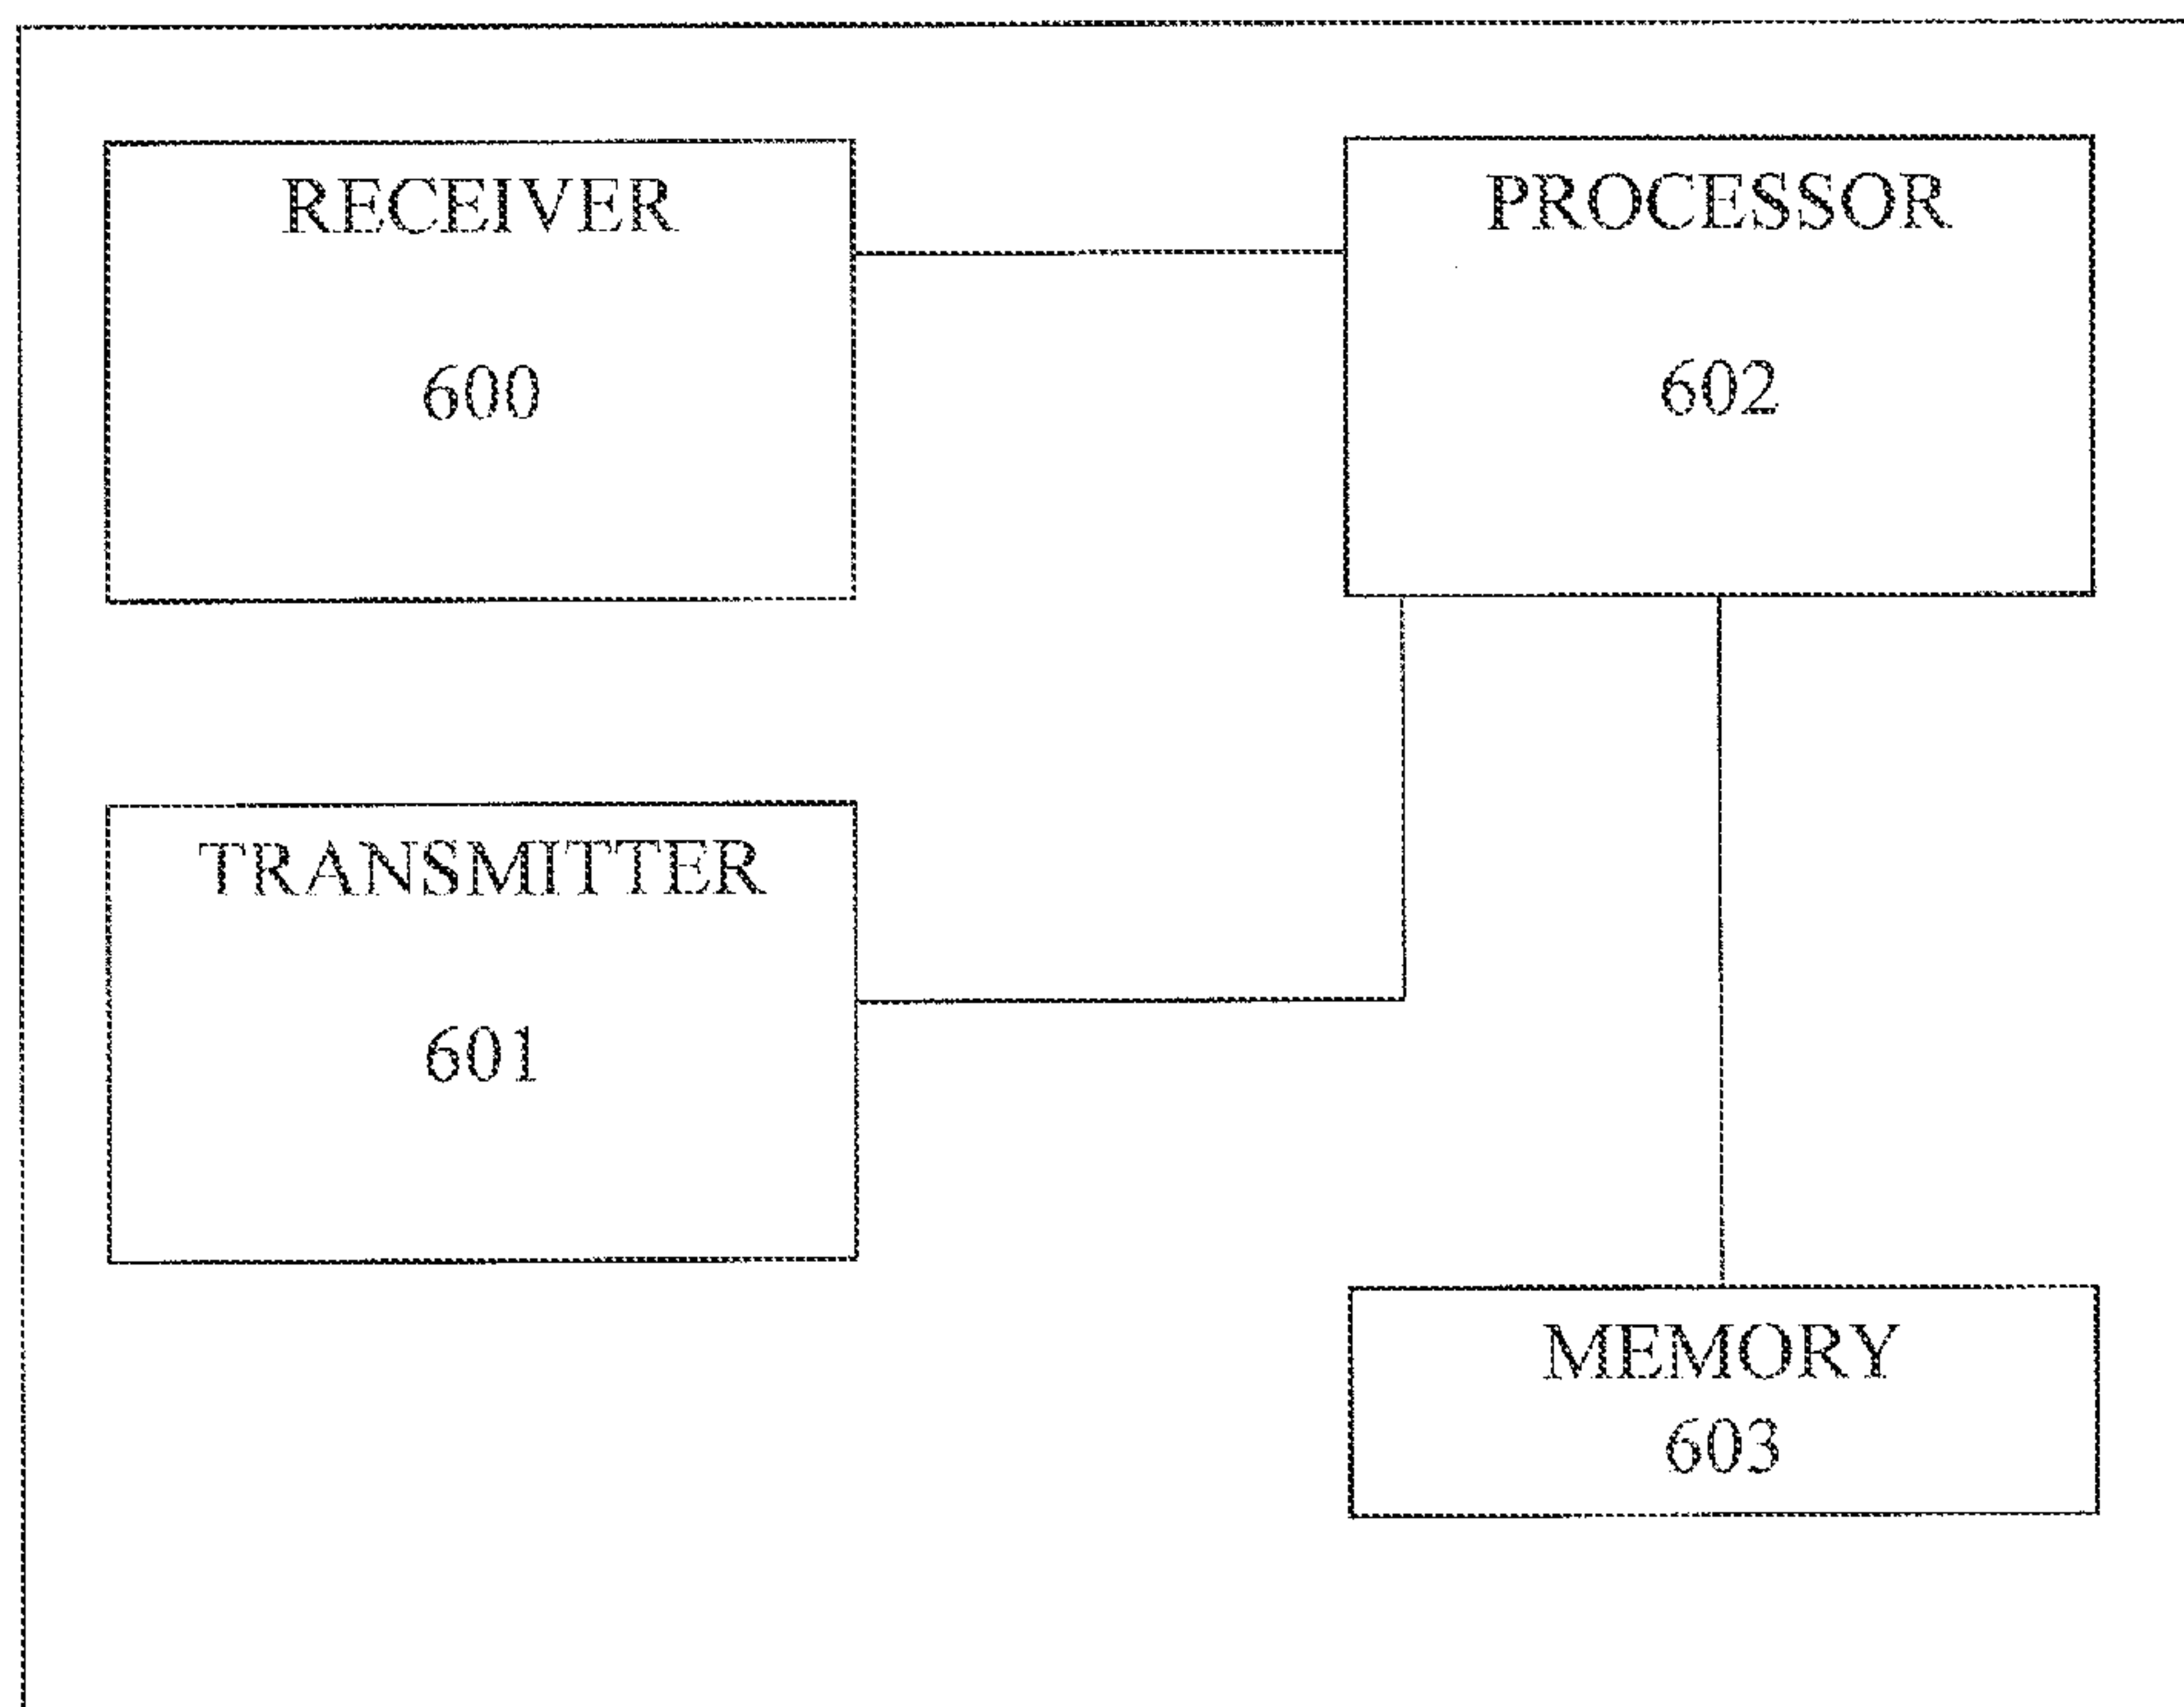 RECEIVER
600
PROCESSOR
602
TRANSMITTER
601
MEMORY
603